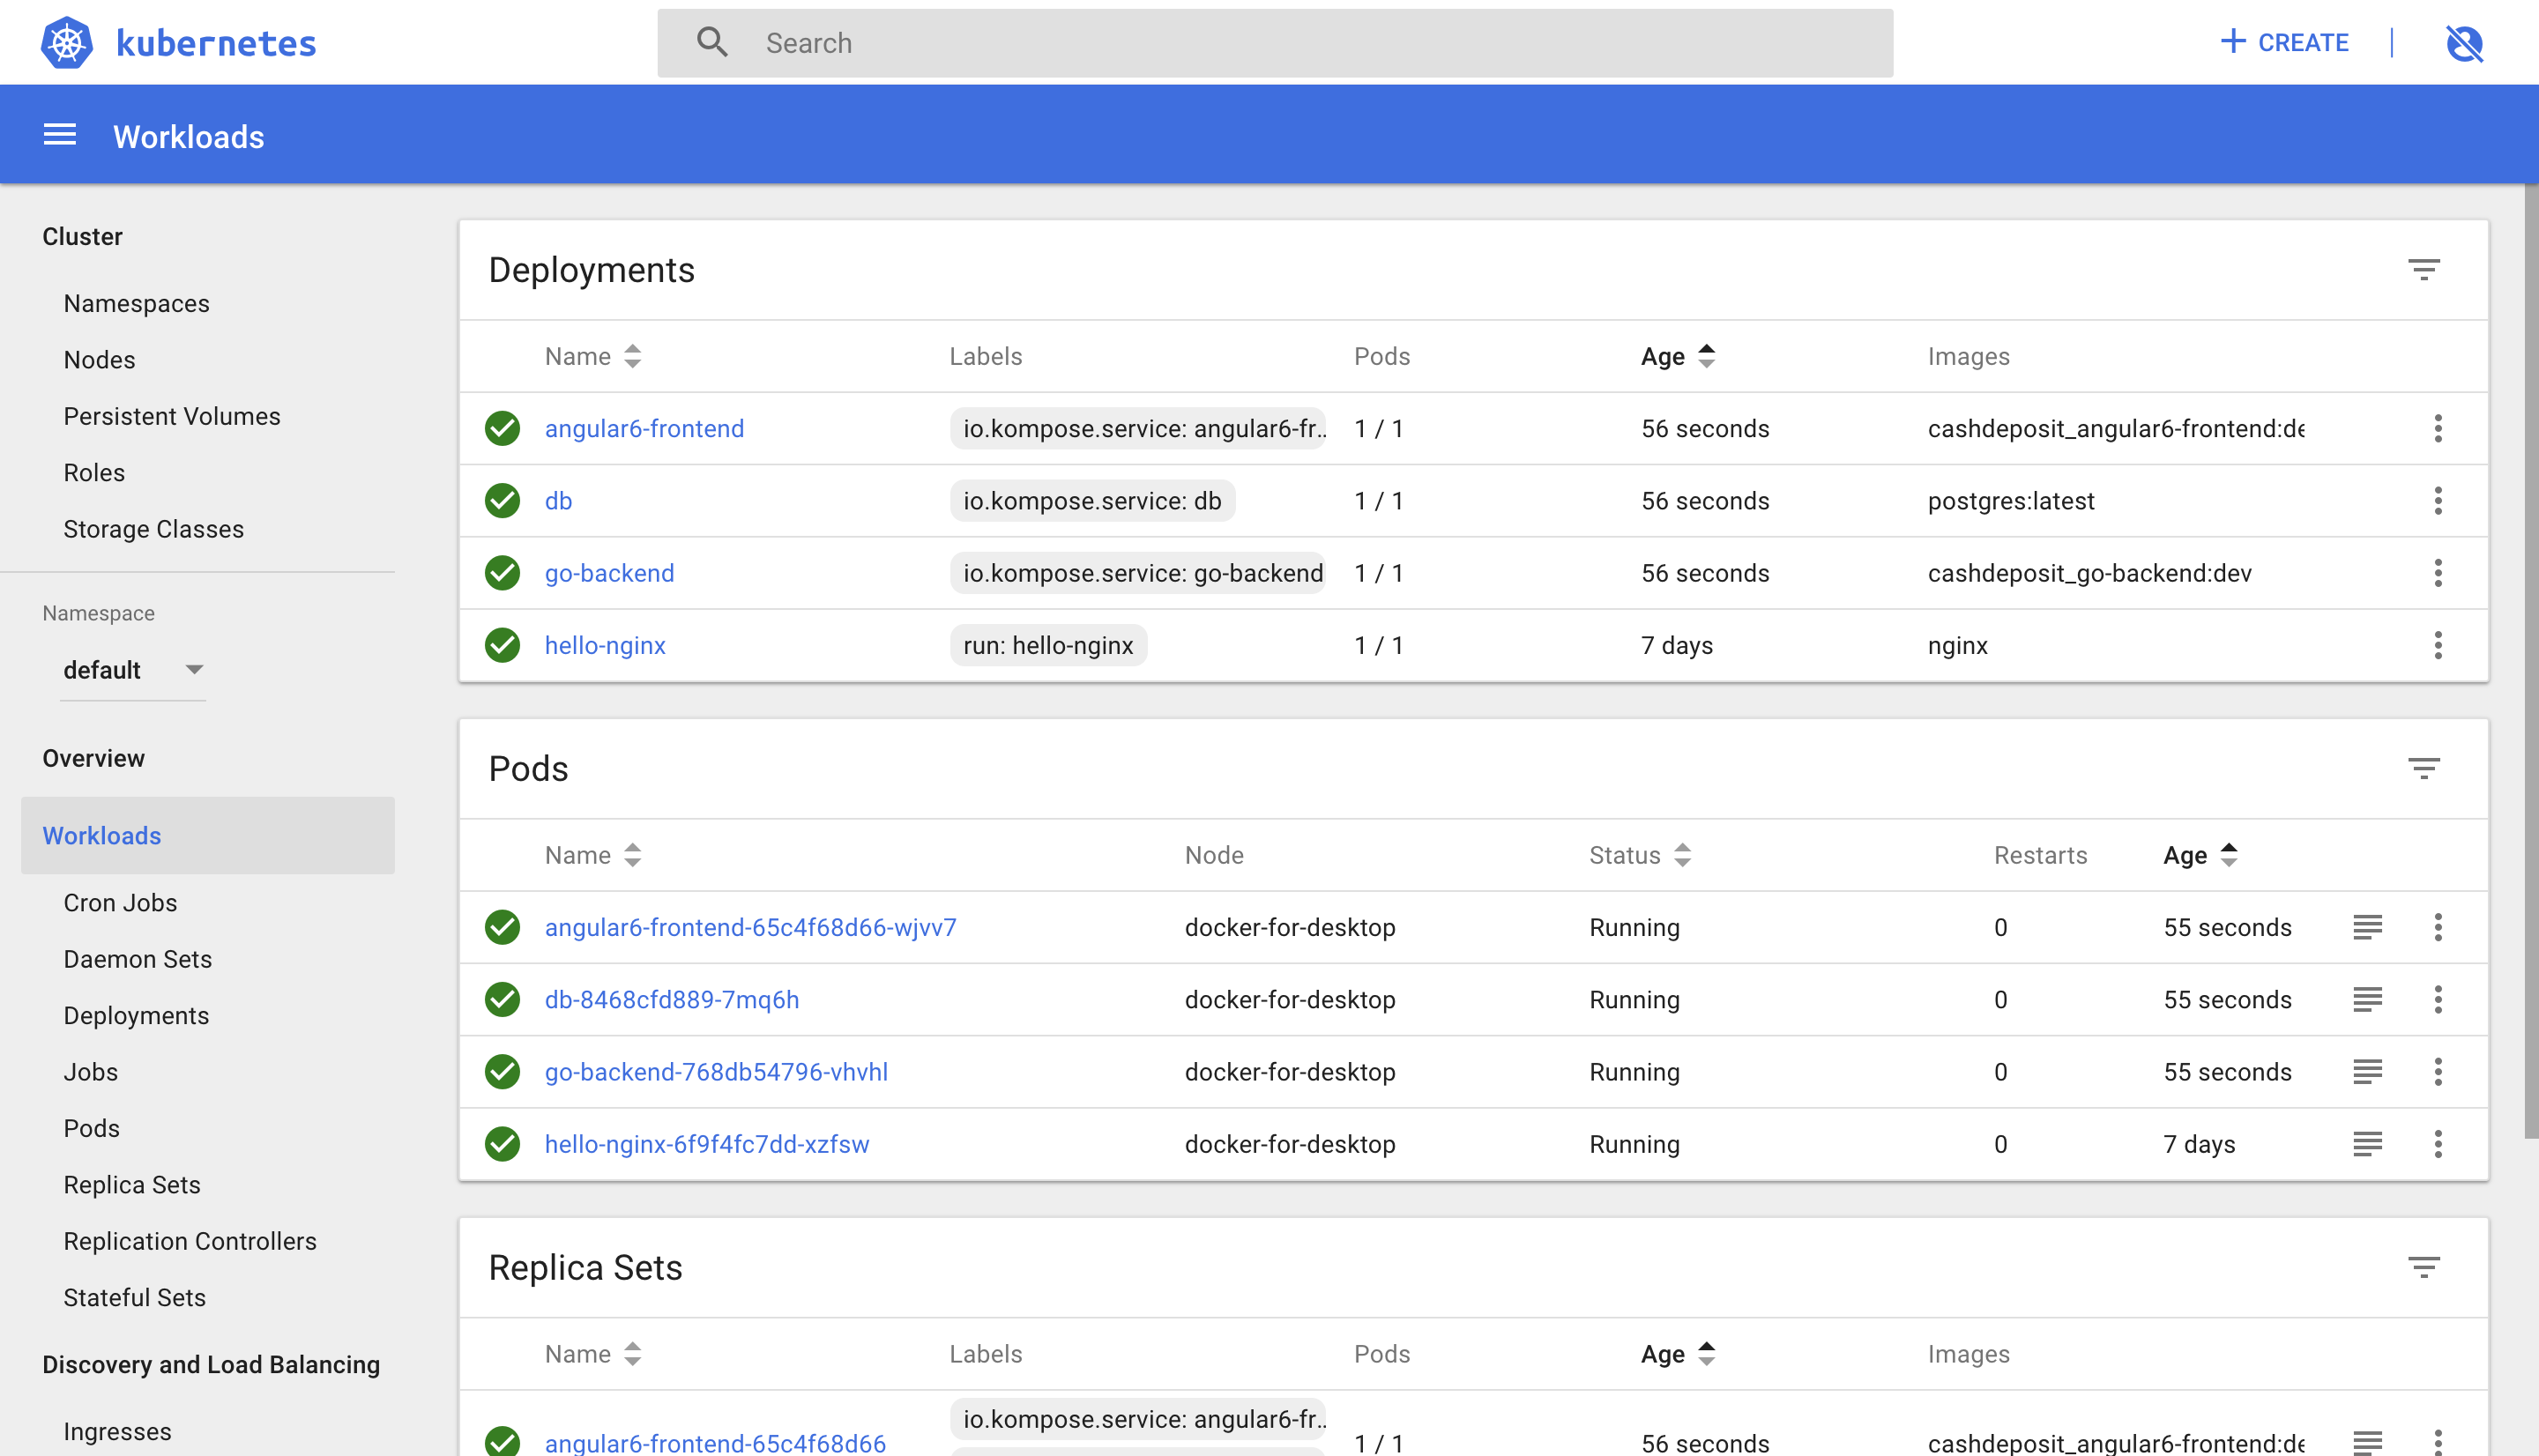 kubernetes
Search
+ CREATE
Workloads
Cluster
Namespaces
Nodes
Persistent Volumes
Roles
Storage Classes
Namespace
default
Overview
Workloads
Cron Jobs
Daemon Sets
Deployments
Jobs
Pods
Replica Sets
Replication Controllers
Stateful Sets
Discovery and Load Balancing
Ingresses
Deployments
Name Labels Pods Age Images
angular6-frontend io.kompose.service: angular6-fr… 1 / 1 56 seconds cashdeposit_angular6-frontend:de
db io.kompose.service: db 1 / 1 56 seconds postgres:latest
go-backend io.kompose.service: go-backend 1 / 1 56 seconds cashdeposit_go-backend:dev
hello-nginx run: hello-nginx 1 / 1 7 days nginx
Pods
Name Node Status Restarts Age
angular6-frontend-65c4f68d66-wjvv7 docker-for-desktop Running 0 55 seconds
db-8468cfd889-7mq6h docker-for-desktop Running 0 55 seconds
go-backend-768db54796-vhvhl docker-for-desktop Running 0 55 seconds
hello-nginx-6f9f4fc7dd-xzfsw docker-for-desktop Running 0 7 days
Replica Sets
Name Labels Pods Age Images
io.kompose.service: angular6-fr…
angular6-frontend-65c4f68d66 1 / 1 56 seconds cashdeposit_angular6-frontend:de